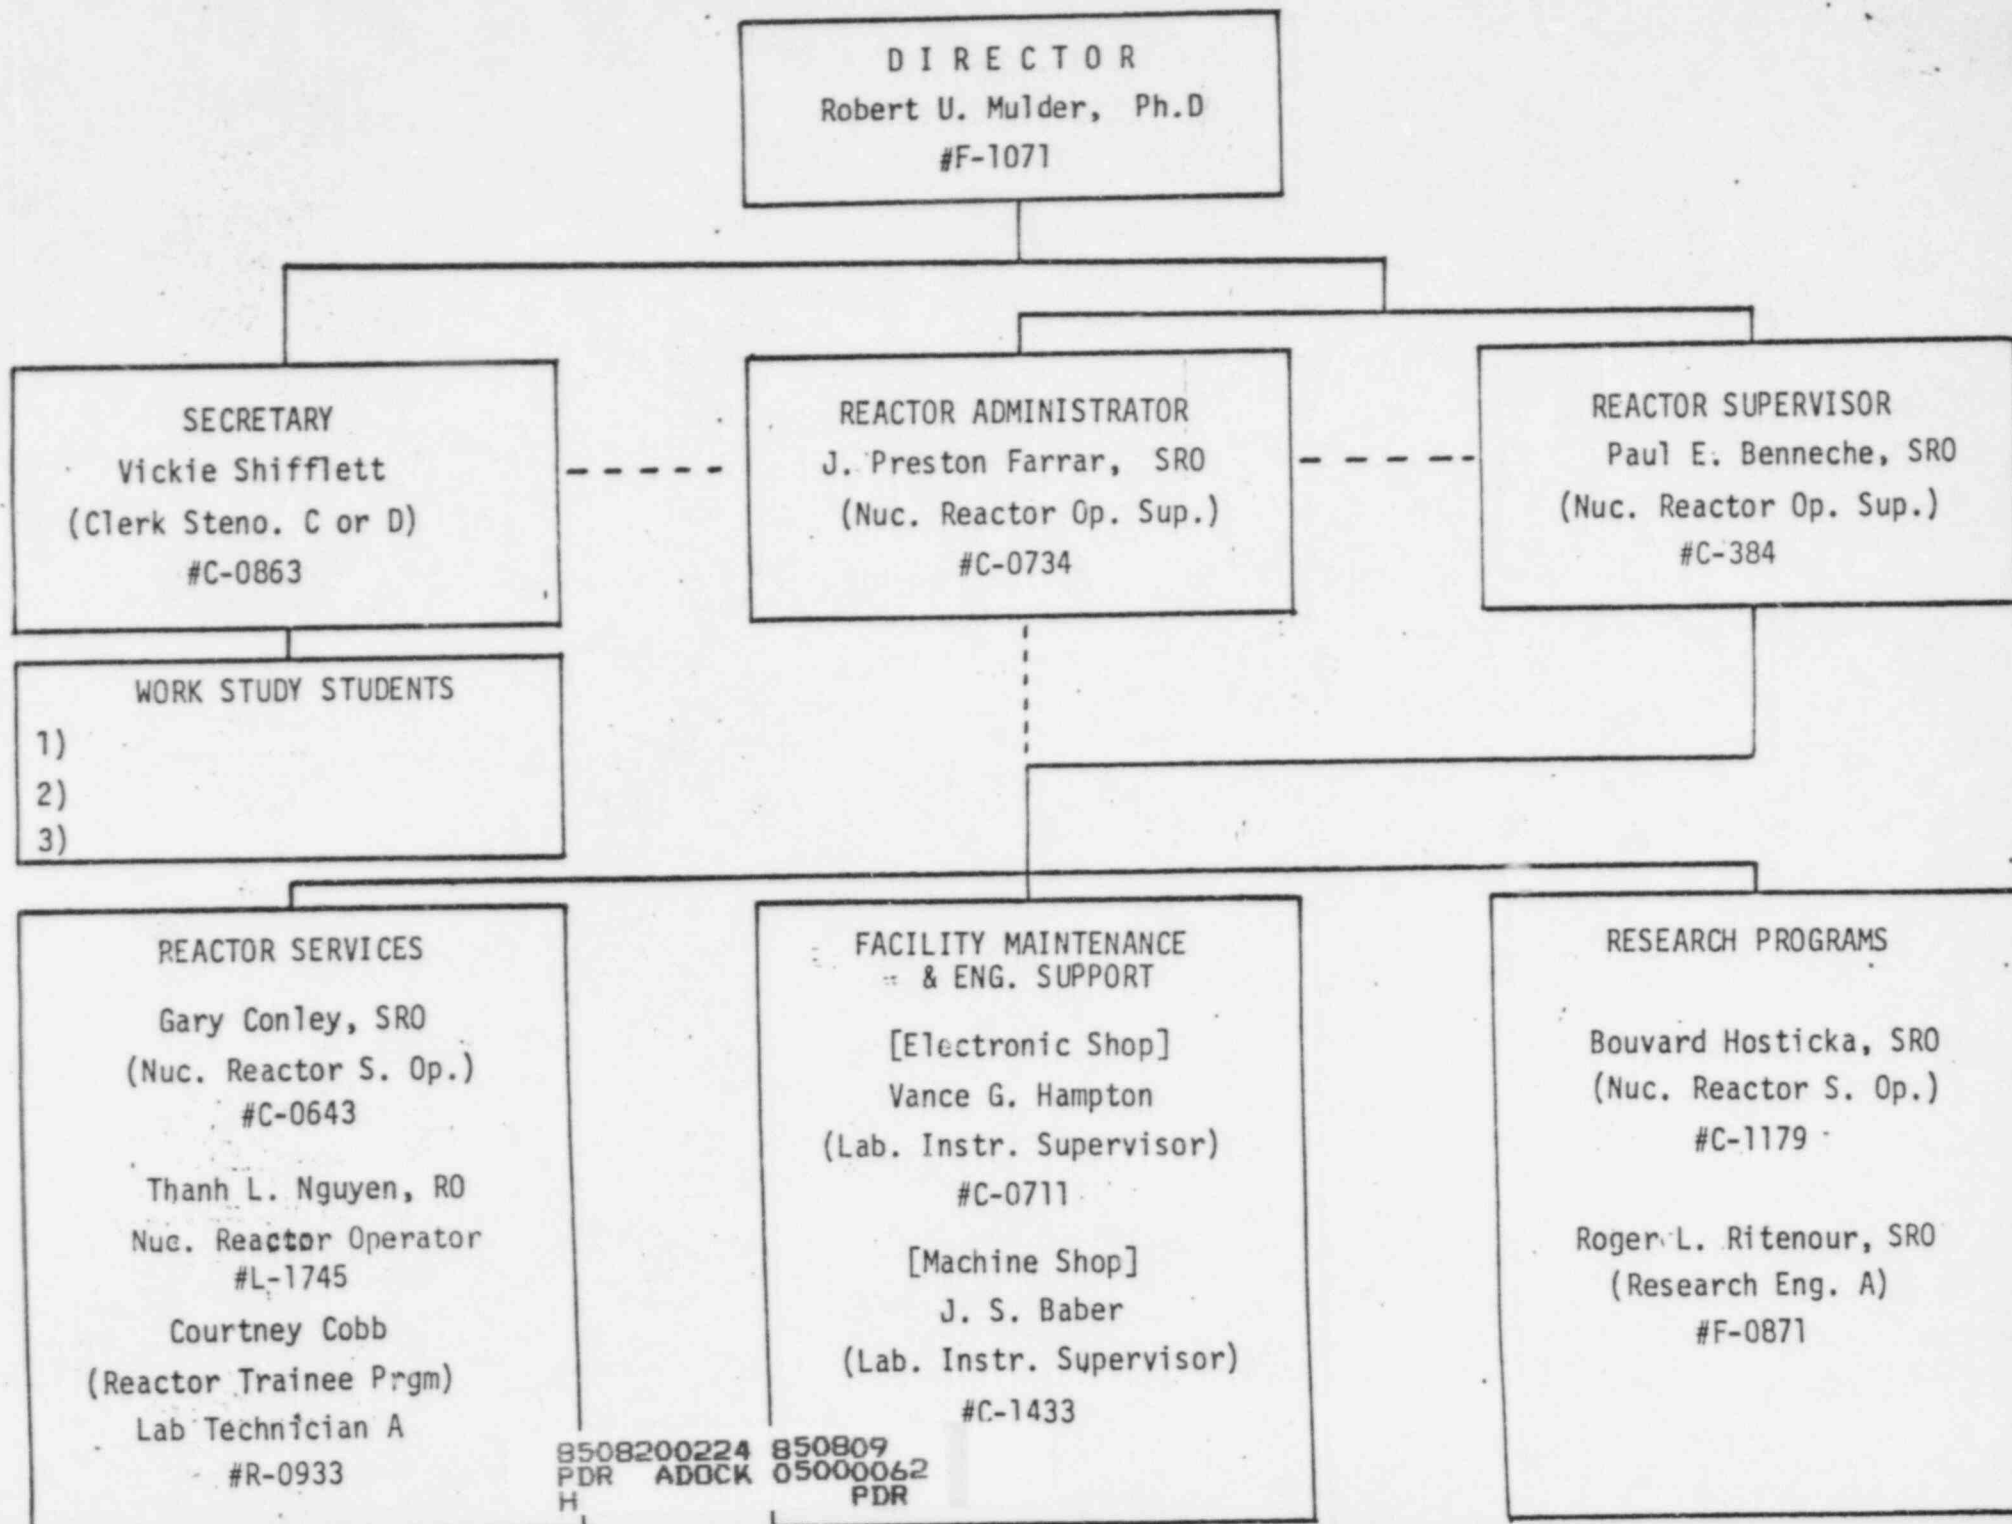 D I R E C T O R
Robert U. Mulder, Ph.D
#F-1071
SECRETARY
Vickie Shifflett
(Clerk Steno. C or D)
#C-0863
REACTOR ADMINISTRATOR
J. Preston Farrar, SRO
(Nuc. Reactor Op. Sup.)
#C-0734
REACTOR SUPERVISOR
Paul E. Benneche, SRO
(Nuc. Reactor Op. Sup.)
#C-384
WORK STUDY STUDENTS
1)
2)
3)
REACTOR SERVICES
Gary Conley, SRO
(Nuc. Reactor S. Op.)
#C-0643
Thanh L. Nguyen, RO
Nuc. Reactor Operator
#L-1745
Courtney Cobb
(Reactor Trainee Prgm)
Lab Technician A
#R-0933
FACILITY MAINTENANCE
& ENG. SUPPORT
[Electronic Shop]
Vance G. Hampton
(Lab. Instr. Supervisor)
#C-0711
[Machine Shop]
J. S. Baber
(Lab. Instr. Supervisor)
#C-1433
RESEARCH PROGRAMS
Bouvard Hosticka, SRO
(Nuc. Reactor S. Op.)
#C-1179
Roger L. Ritenour, SRO
(Research Eng. A)
#F-0871
8508200224 850809
PDR ADOCK 05000062
H PDR